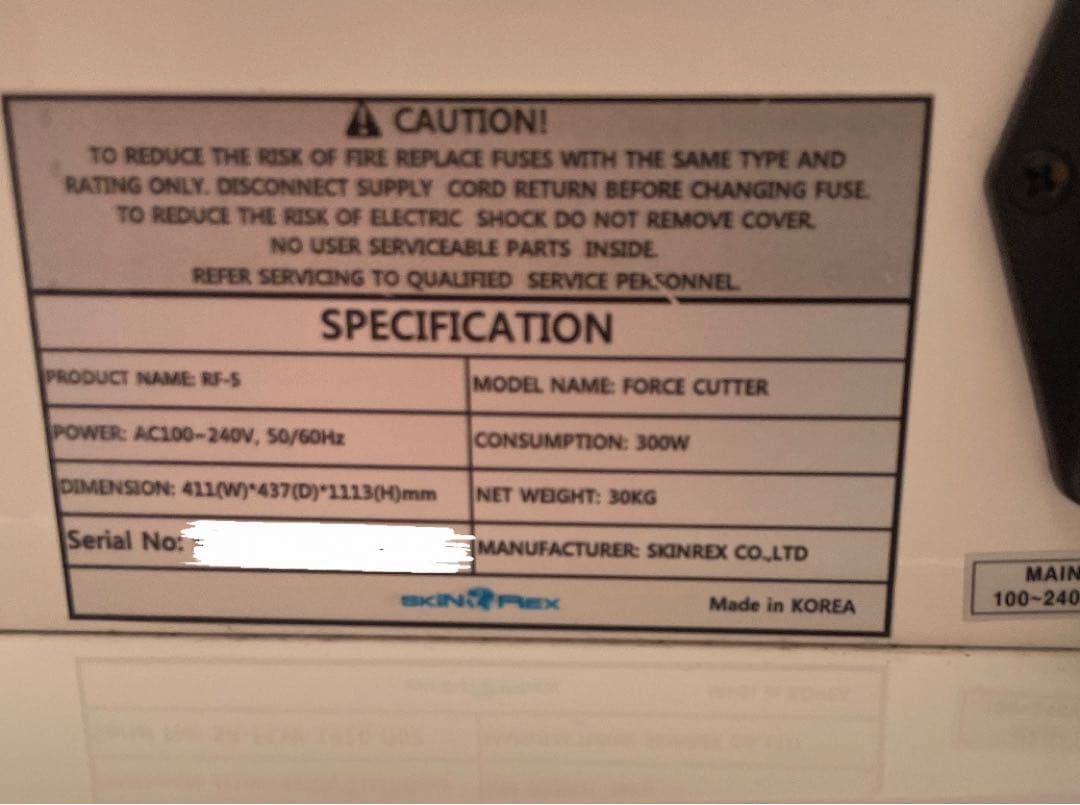 CAUTION!
TO REDUCE THE RISK OF FIRE REPLACE FUSES WITH THE SAME TYPE AND
RATING ONLY. DISCONNECT SUPPLY CORD RETURN BEFORE CHANGING FUSE.
TO REDUCE THE RISK OF ELECTRIC SHOCK DO NOT REMOVE COVER.
NO USER SERVICEABLE PARTS INSIDE.
REFER SERVICING TO QUALIFIED SERVICE PERSONNEL.
SPECIFICATION
PRODUCT NAME: RF-5
MODEL NAME: FORCE CUTTER
POWER: AC100~240V, 50/60Hz
CONSUMPTION: 300W
DIMENSION: 411(W)*437(D)*1113(H)mm
NET WEIGHT: 30KG
Serial No:
MANUFACTURER: SKINREX CO.,LTD
SKIN REX
Made in KOREA
MAIN
100~240